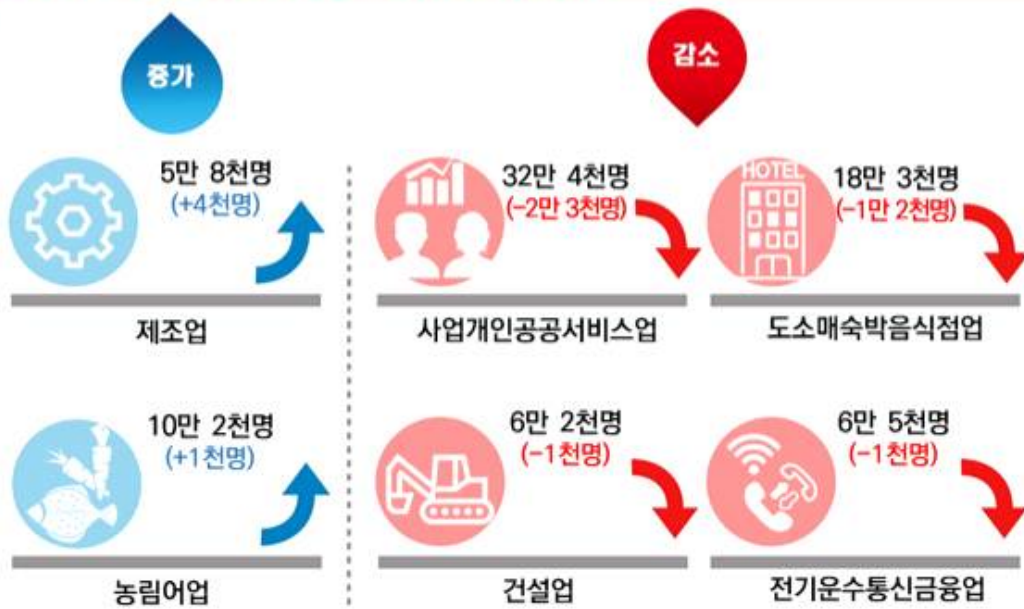 증가
감소
5만 8천명
(+4천명)
제조업
32만 4천명
(-2만 3천명)
사업개인공공서비스업
HOTEL
18만 3천명
(-1만 2천명)
도소매숙박음식점업
10만 2천명
(+1천명)
농림어업
6만 2천명
(-1천명)
건설업
6만 5천명
(-1천명)
전기운수통신금융업